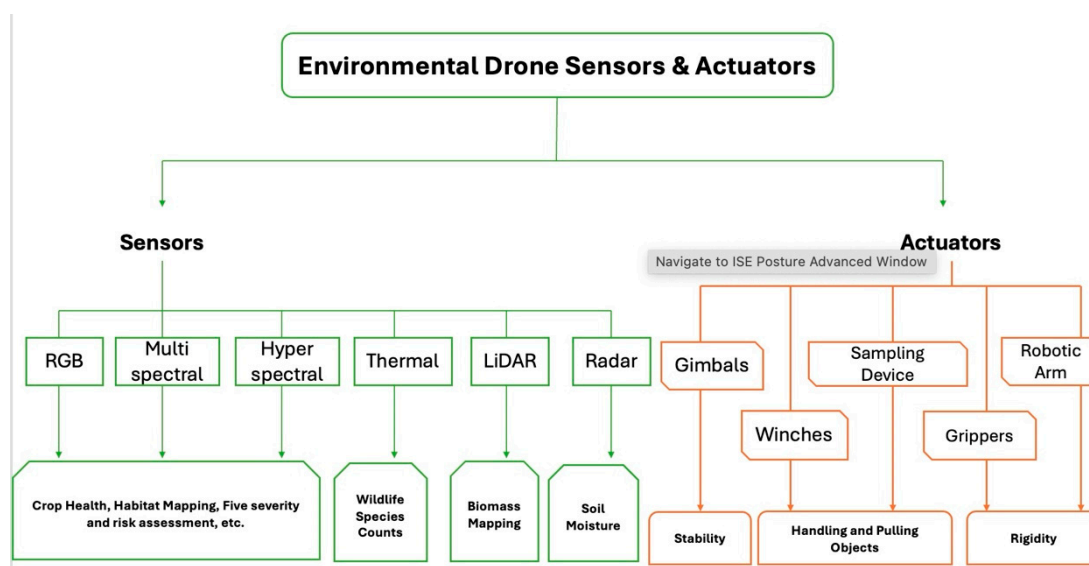 Environmental Drone Sensors & Actuators
Sensors
Actuators
Navigate to ISE Posture Advanced Window
RGB
Multi
spectral
Hyper
spectral
Thermal
LiDAR
Radar
Gimbals
Sampling
Device
Robotic
Arm
Winches
Grippers
Crop Health, Habitat Mapping, Five severity
and risk assessment, etc.
Wildlife
Species
Counts
Biomass
Mapping
Soil
Moisture
Stability
Handling and Pulling
Objects
Rigidity